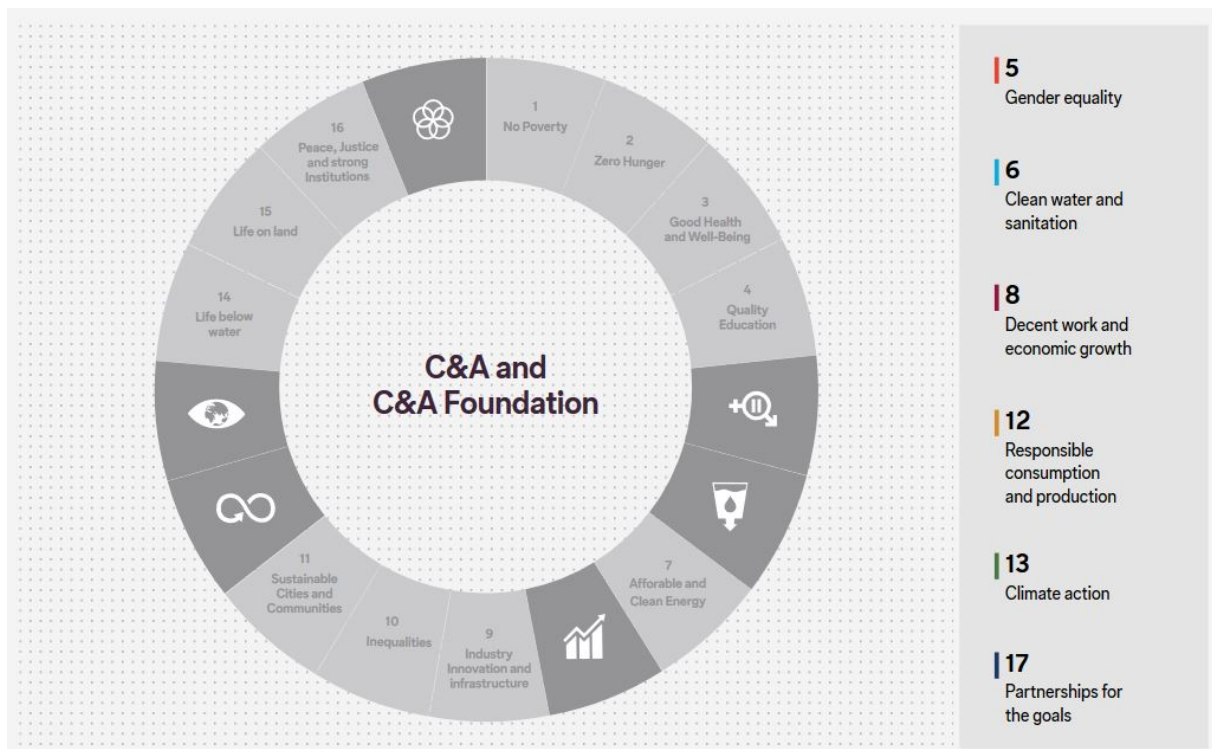 1
No Poverty
2
Zero Hunger
3
Good Health
and Well-Being
4
Quality
Education
7
Afforable and
Clean Energy
9
Industry
Innovation and
infrastructure
10
Inequalities
11
Sustainable
Cities and
Communities
14
Life below
water
15
Life on land
16
Peace, Justice
and strong
Institutions
C&A and
C&A Foundation
5
Gender equality
6
Clean water and
sanitation
8
Decent work and
economic growth
12
Responsible
consumption
and production
13
Climate action
17
Partnerships for
the goals